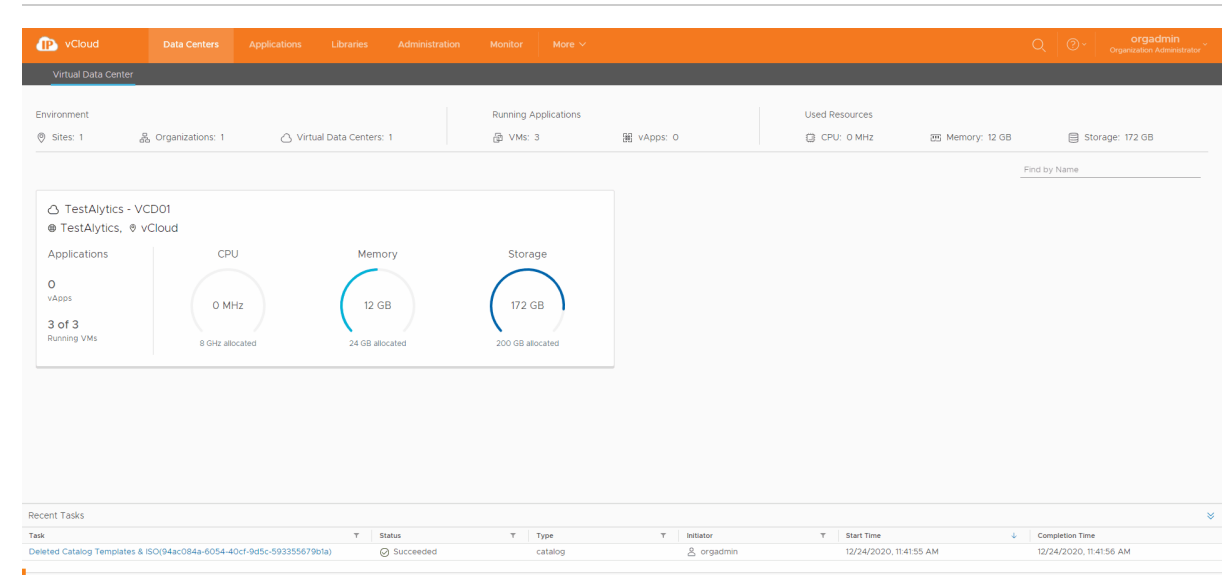 IP vCloud Data Centers Applications Libraries Administration Monitor More orgadmin
Organization Administrator
Virtual Data Center
Environment Running Applications Used Resources
Sites: 1 Organizations: 1 Virtual Data Centers: 1 VMs: 3 vApps: 0 CPU: 0 MHz Memory: 12 GB Storage: 172 GB
Find by Name
TestAlytics - VCD01
TestAlytics, vCloud
Applications CPU Memory Storage
0
vApps
0 MHz 12 GB 172 GB
3 of 3
Running VMs
8 GHz allocated 24 GB allocated 200 GB allocated
Recent Tasks
Task Status Type Initiator Start Time Completion Time
Deleted Catalog Templates & ISO(94ac084a-6054-40cf-9d5c-593355679b1a) Succeeded catalog orgadmin 12/24/2020, 11:41:55 AM 12/24/2020, 11:41:56 AM